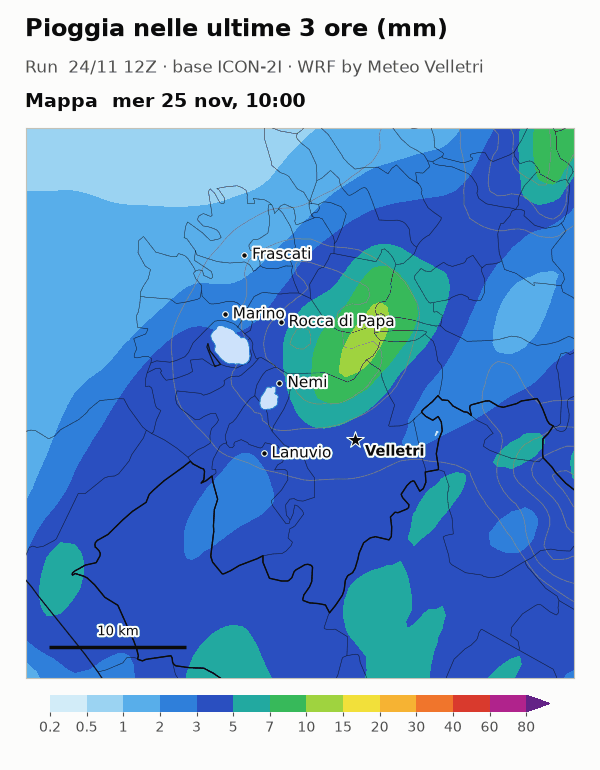 Pioggia nelle ultime 3 ore (mm)
Run  24/11 12Z · base ICON-2I · WRF by Meteo Velletri
Mappa  mer 25 nov, 10:00
Frascati
Marino
Rocca di Papa
Nemi
Velletri
Lanuvio
10 km
0.2 0.5 1 2 3 5 7 10 15 20 30 40 60 80